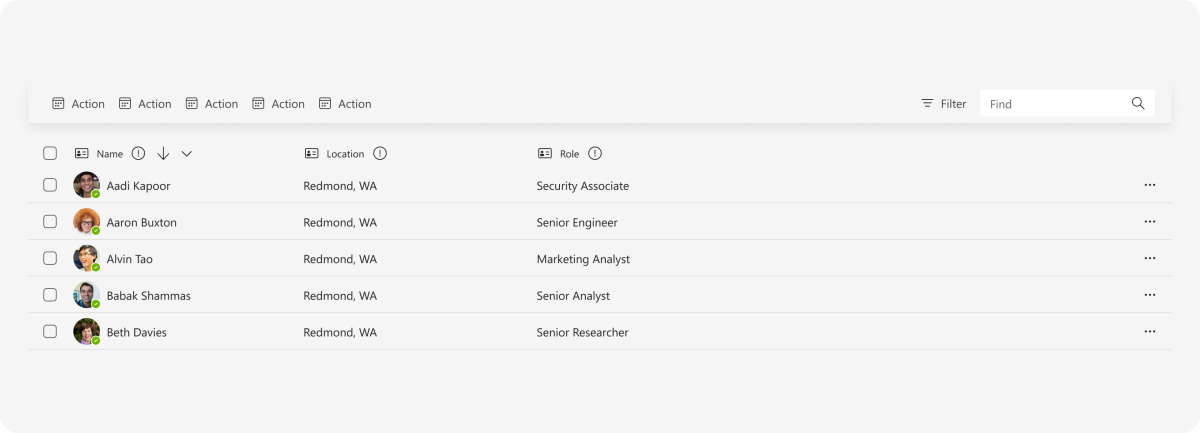 Action Action Action Action Action Filter Find
Name Location Role
Aadi Kapoor Redmond, WA Security Associate
Aaron Buxton Redmond, WA Senior Engineer
Alvin Tao Redmond, WA Marketing Analyst
Babak Shammas Redmond, WA Senior Analyst
Beth Davies Redmond, WA Senior Researcher